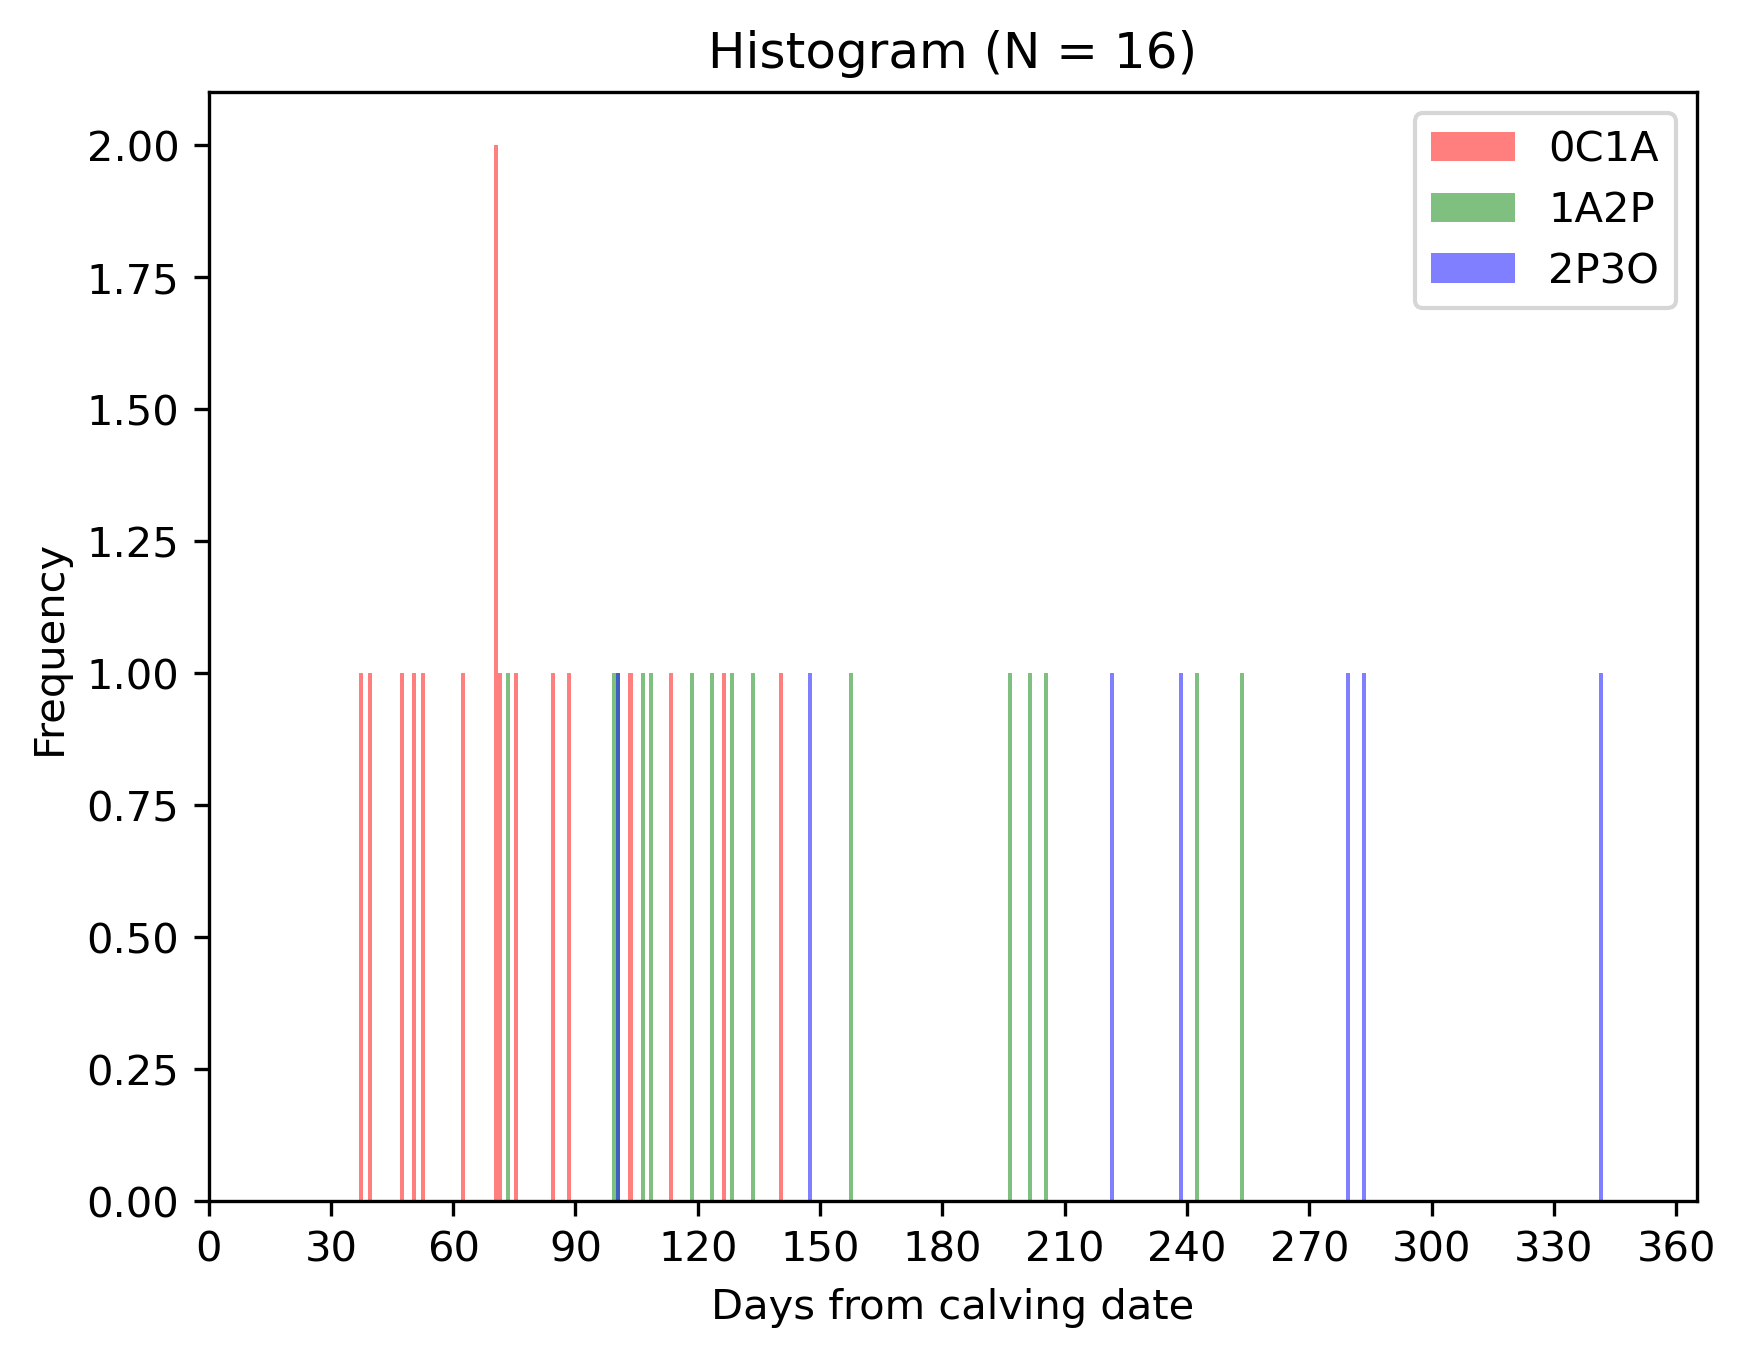 Histogram (N = 16)
0C1A
1A2P
2P3O
2.00
1.75
1.50
1.25
1.00
0.75
0.50
0.25
0.00
Frequency
0 30 60 90 120 150 180 210 240 270 300 330 360
Days from calving date